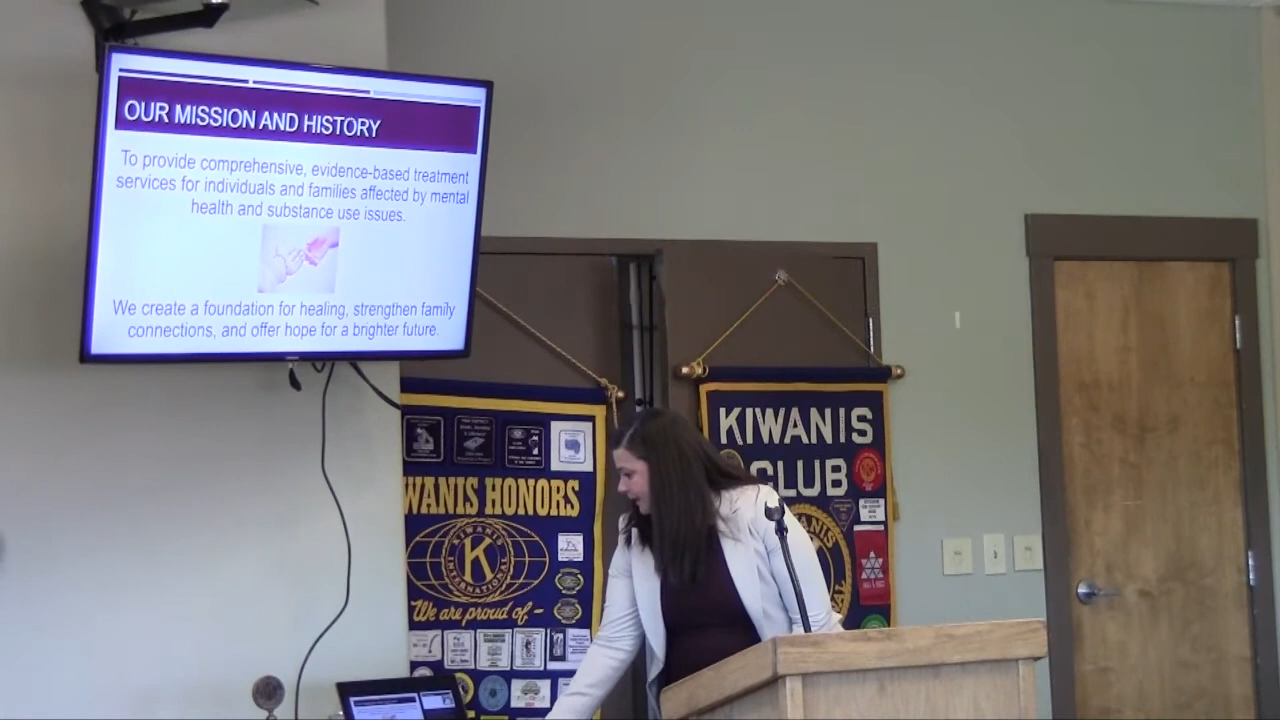 OUR MISSION AND HISTORY
To provide comprehensive, evidence-based treatment
services for individuals and families affected by mental
health and substance use issues.
We create a foundation for healing, strengthen family
connections, and offer hope for a brighter future.
WANIS HONORS
KIWANIS
K
INTERNATIONAL
We are proud of-
KIWANIS
CLUB